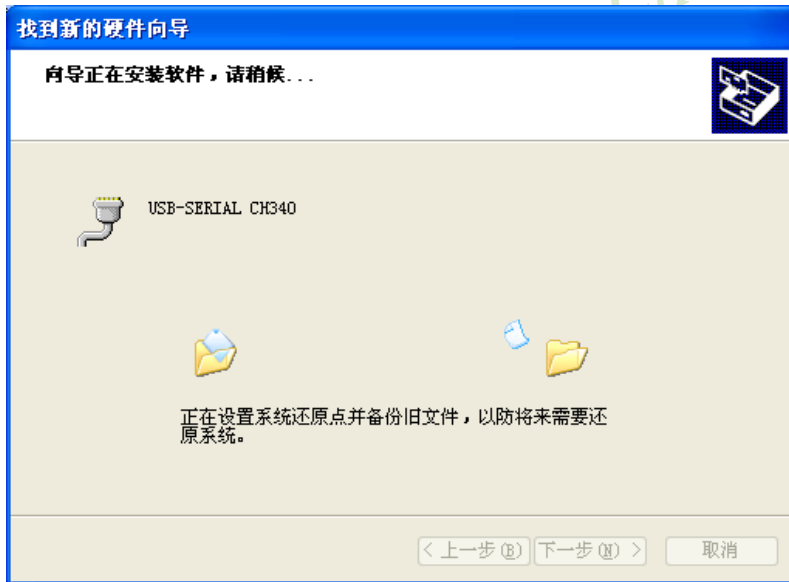 找到新的硬件向导
向导正在安装软件，请稍候...
USB-SERIAL CH340
正在设置系统还原点并备份旧文件，以防将来需要还
原系统。
< 上一步(B) 下一步(N) > 取消